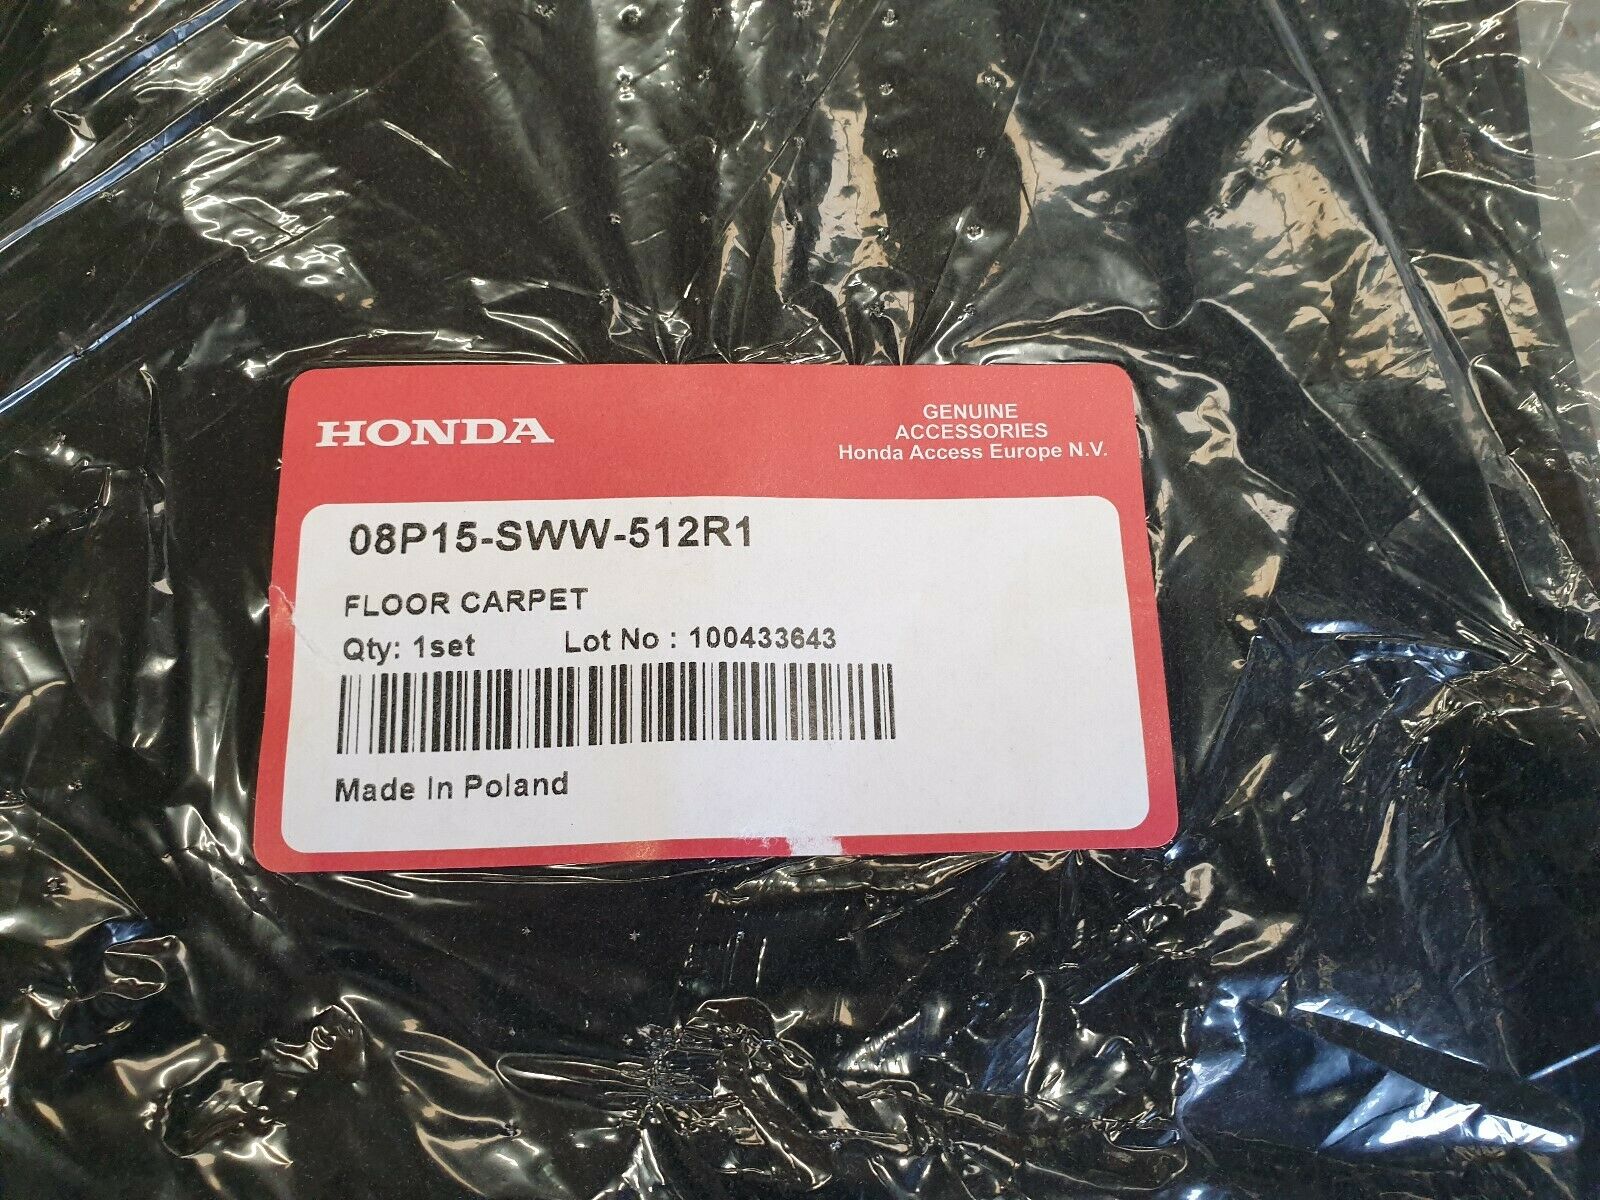 HONDA
GENUINE
ACCESSORIES
Honda Access Europe N.V.
08P15-SWW-512R1
FLOOR CARPET
Qty: 1set Lot No : 100433643
Made In Poland